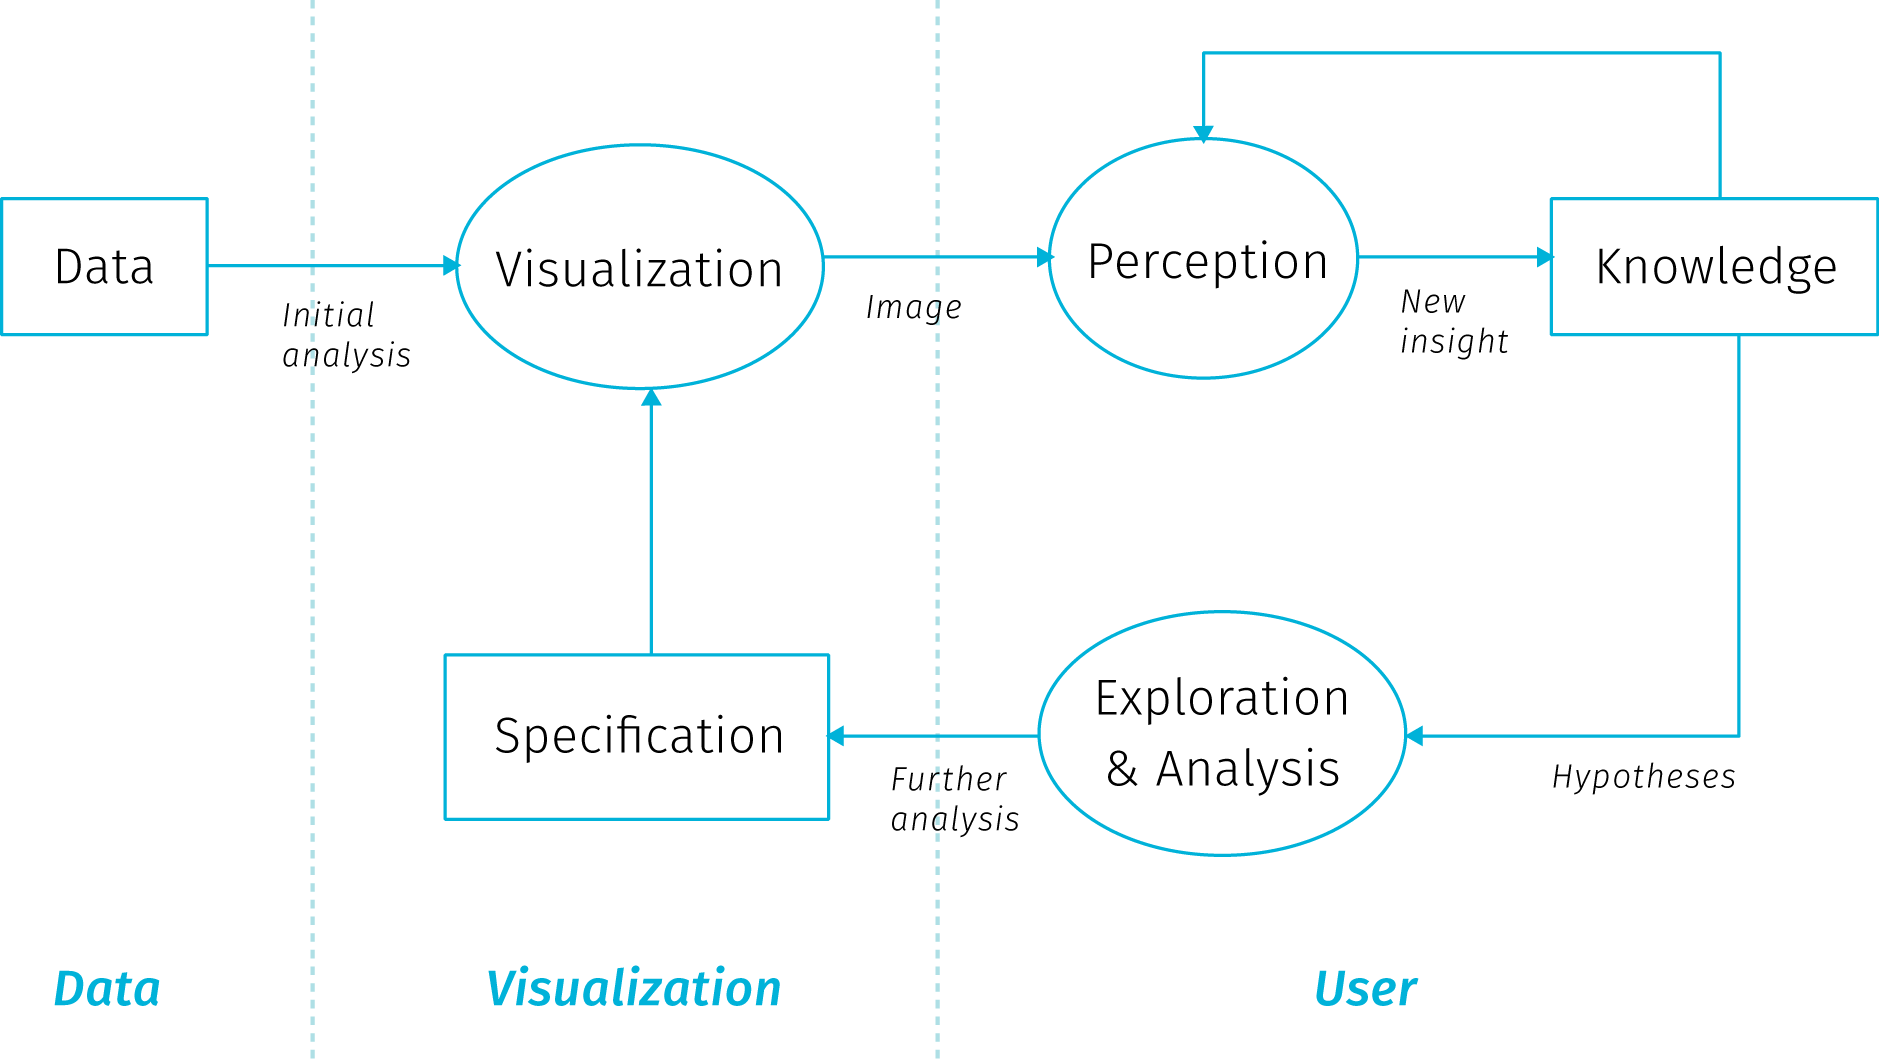 Data
Initial
analysis
Visualization
Image
Perception
New
insight
Knowledge
Specification
Further
analysis
Exploration
& Analysis
Hypotheses
Data
Visualization
User